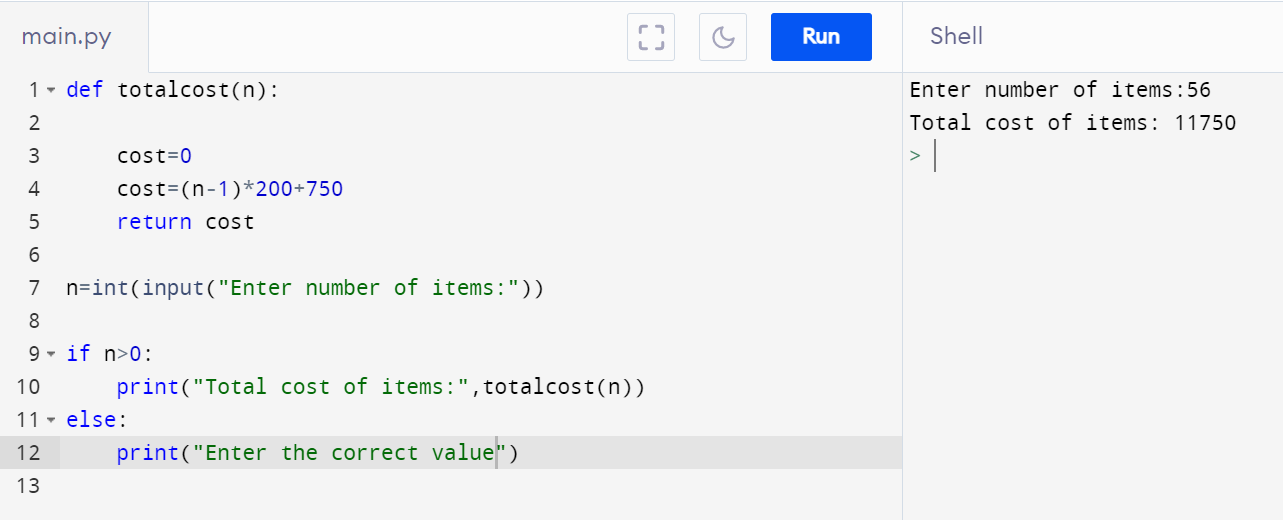 main.py
Run
Shell
1 def totalcost(n):
2
3     cost=0
4     cost=(n-1)*200+750
5     return cost
6
7 n=int(input("Enter number of items:"))
8
9 if n>0:
10     print("Total cost of items:",totalcost(n))
11 else:
12     print("Enter the correct value")
13
Enter number of items:56
Total cost of items: 11750
>